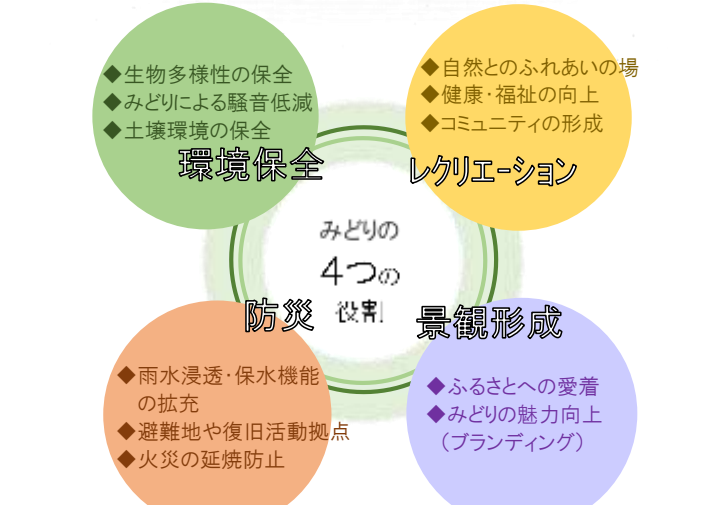 ◆生物多様性の保全
◆みどりによる騒音低減
◆土壌環境の保全
環境保全
◆自然とのふれあいの場
◆健康・福祉の向上
◆コミュニティの形成
レクリエーション
みどりの
4つの
役割
防災
◆雨水浸透・保水機能
の拡充
◆避難地や復旧活動拠点
◆火災の延焼防止
景観形成
◆ふるさとへの愛着
◆みどりの魅力向上
（ブランディング）